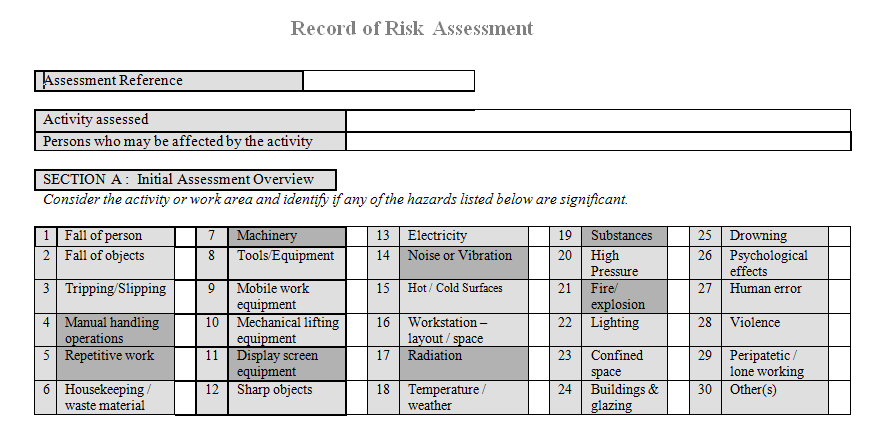 Record of Risk Assessment
Assessment Reference
Activity assessed
Persons who may be affected by the activity
SECTION A : Initial Assessment Overview
Consider the activity or work area and identify if any of the hazards listed below are significant.
1 Fall of person 7 Machinery 13 Electricity 19 Substances 25 Drowning
2 Fall of objects 8 Tools/Equipment 14 Noise or Vibration 20 High 26 Psychological
Pressure effects
3 Tripping/Slipping 9 Mobile work 15 Hot / Cold Surfaces 21 Fire/ 27 Human error
equipment explosion
4 Manual handling 10 Mechanical lifting 16 Workstation – 22 Lighting 28 Violence
operations equipment layout / space
5 Repetitive work 11 Display screen 17 Radiation 23 Confined 29 Peripatetic /
equipment space lone working
6 Housekeeping / 12 Sharp objects 18 Temperature / 24 Buildings & 30 Other(s)
waste material weather glazing